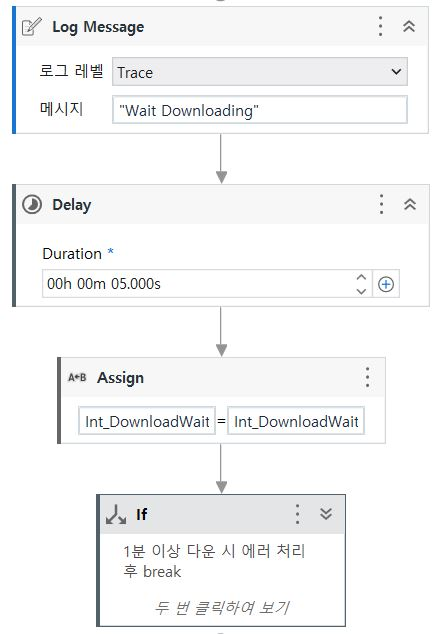 Log Message
로그 레벨 Trace
메시지 "Wait Downloading"
Delay
Duration *
00h 00m 05.000s
A←B Assign
Int_DownloadWait = Int_DownloadWait
If
1분 이상 다운 시 에러 처리
후 break
두 번 클릭하여 보기